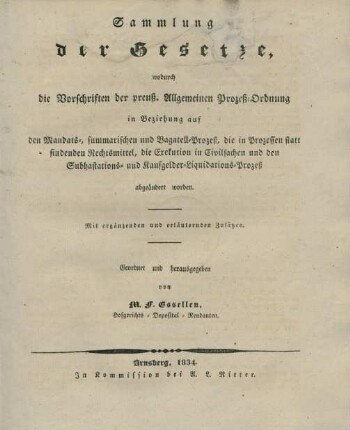 Sammlung
der Gesetze,
wodurch
die Vorschriften der preuß. Allgemeinen Prozeß-Ordnung
in Beziehung auf
den Mandats-, summarischen und Bagatell-Prozeß, die in Prozessen statt
findenden Rechtsmittel, die Exekution in Civilsachen und den
Subhastations- und Kaufgelder-Liquidations-Prozeß
abgeändert worden.
Mit ergänzenden und erläuternden Zusätzen.
Geordnet und herausgegeben
von
M. F. Essellen,
Hofgerichts-Deposital-Rendanten.
Arnsberg, 1834.
In Kommission bei A. L. Ritter.